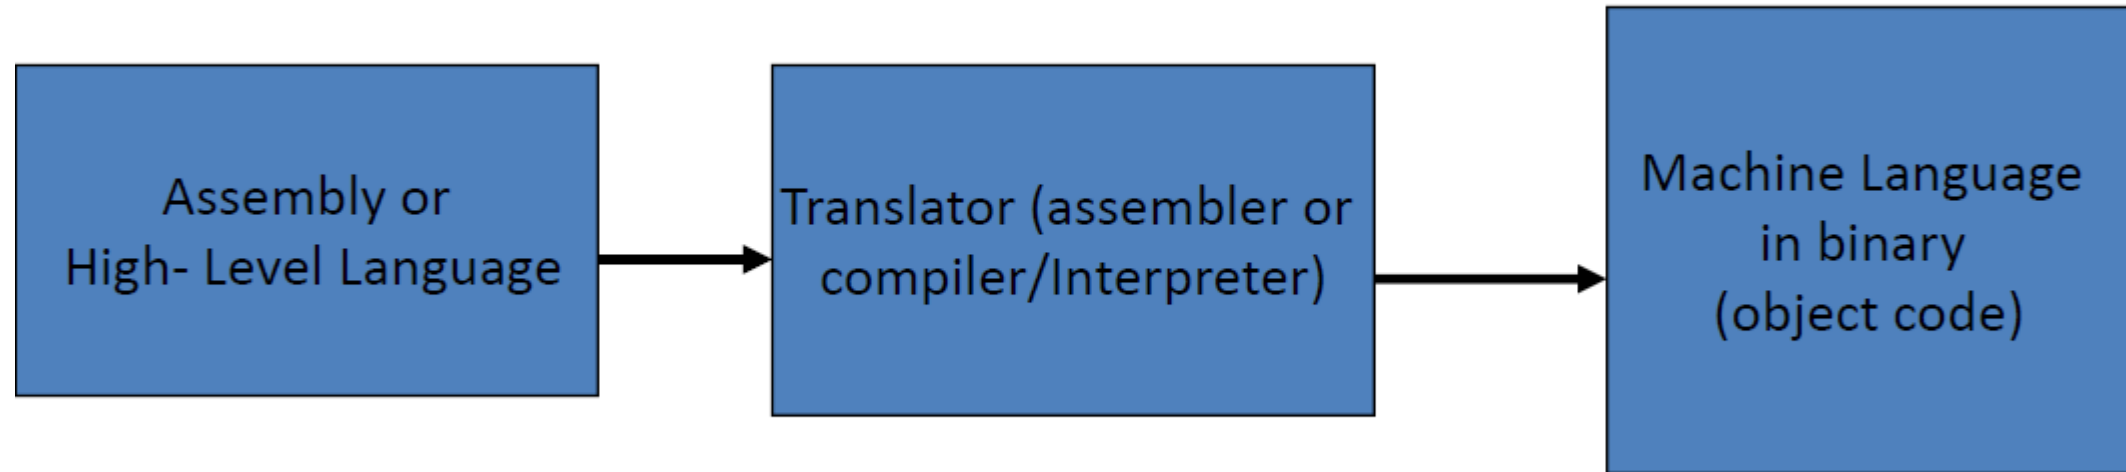 Assembly or
High- Level Language
Translator (assembler or
compiler/Interpreter)
Machine Language
in binary
(object code)